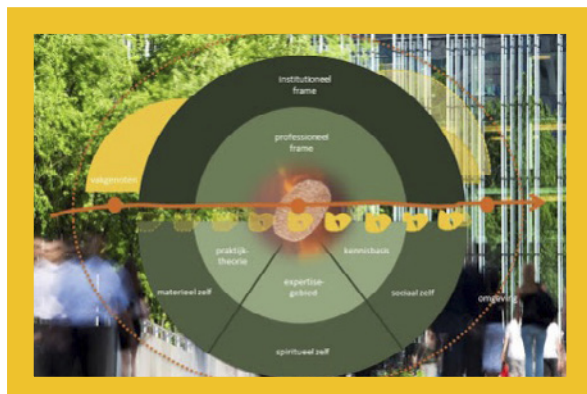 institutioneel
frame
professioneel
frame
vakgenoten
praktijk-
theorie
kennisbasis
expertise-
gebied
materieel zelf
sociaal zelf
omgeving
spiritueel zelf